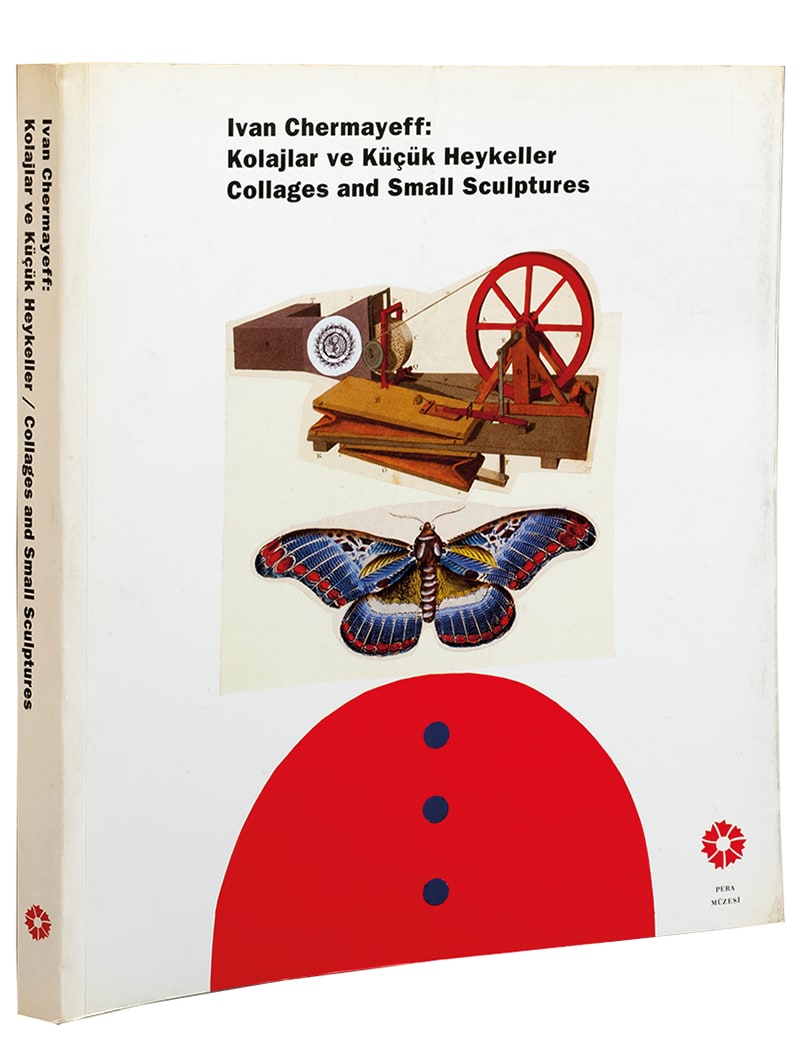 Ivan Chermayeff:
Kolajlar ve Küçük Heykeller
Collages and Small Sculptures
PERA
MÜZESİ
Ivan Chermayeff:
Kolajlar ve Küçük Heykeller / Collages and Small Sculptures